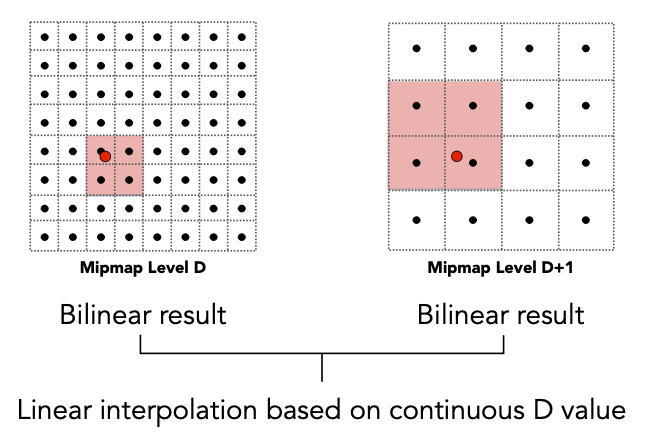 Mipmap Level D
Mipmap Level D+1
Bilinear result
Bilinear result
Linear interpolation based on continuous D value